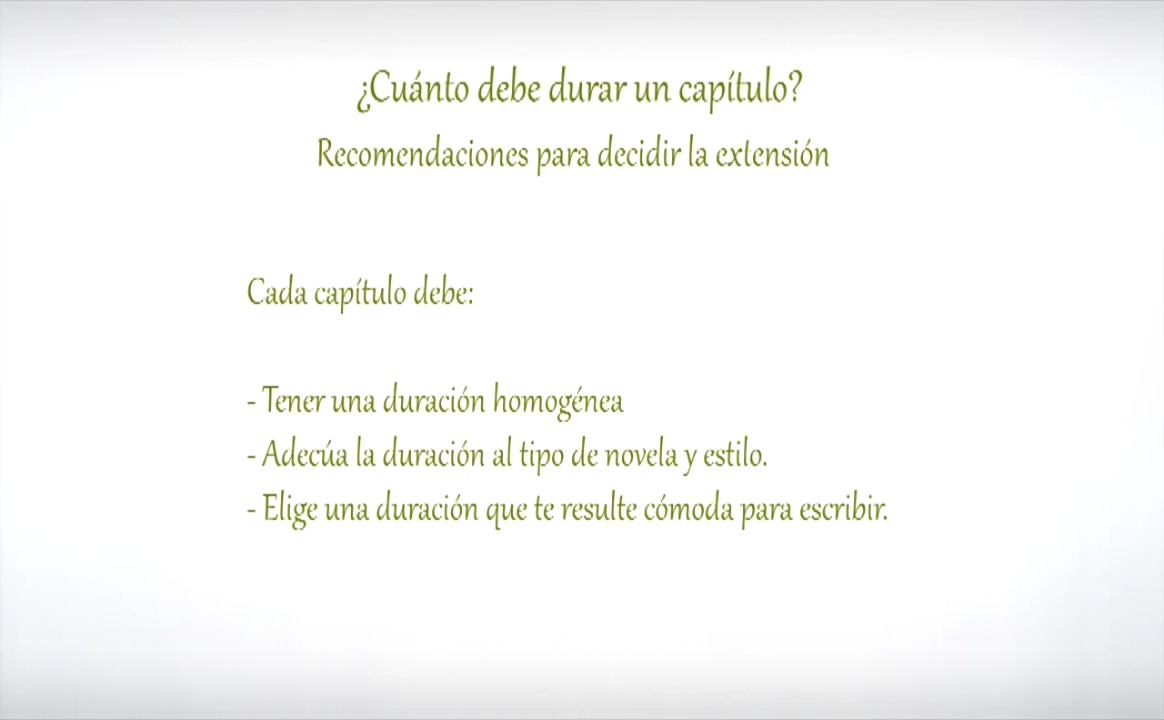 ¿Cuánto debe durar un capítulo?
Recomendaciones para decidir la extensión
Cada capítulo debe:
- Tener una duración homogénea
- Adecúa la duración al tipo de novela y estilo.
- Elige una duración que te resulte cómoda para escribir.